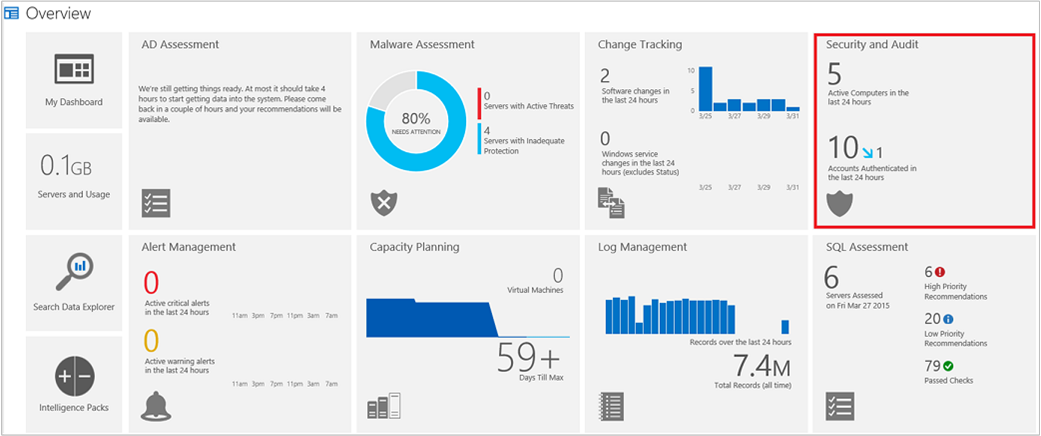 Overview
My Dashboard
0.1GB
Servers and Usage
Search Data Explorer
Intelligence Packs
AD Assessment
We're still getting things ready. At most it should take 4
hours to start getting data into the system. Please come
back in a couple of hours and your recommendations will be
available.
Malware Assessment
80%
NEEDS ATTENTION
0
Servers with Active Threats
4
Servers with Inadequate
Protection
Change Tracking
2
Software changes in
the last 24 hours
10
5
0
3/25 3/27 3/29 3/31
0
Windows service
changes in the last 24
hours (excludes Status)
3/25 3/27 3/29 3/31
Security and Audit
5
Active Computers in the
last 24 hours
10 1
Accounts Authenticated in
the last 24 hours
Alert Management
0
Active critical alerts
in the last 24 hours
11am 3pm 7pm 11pm 3am 7am
0
Active warning alerts
in the last 24 hours
11am 3pm 7pm 11pm 3am 7am
Capacity Planning
0
Virtual Machines
59+
Days Till Max
Log Management
Records over the last 24 hours
7.4M
Total Records (all time)
SQL Assessment
6
Servers Assessed
on Fri Mar 27 2015
6
High Priority
Recommendations
20
Low Priority
Recommendations
79
Passed Checks